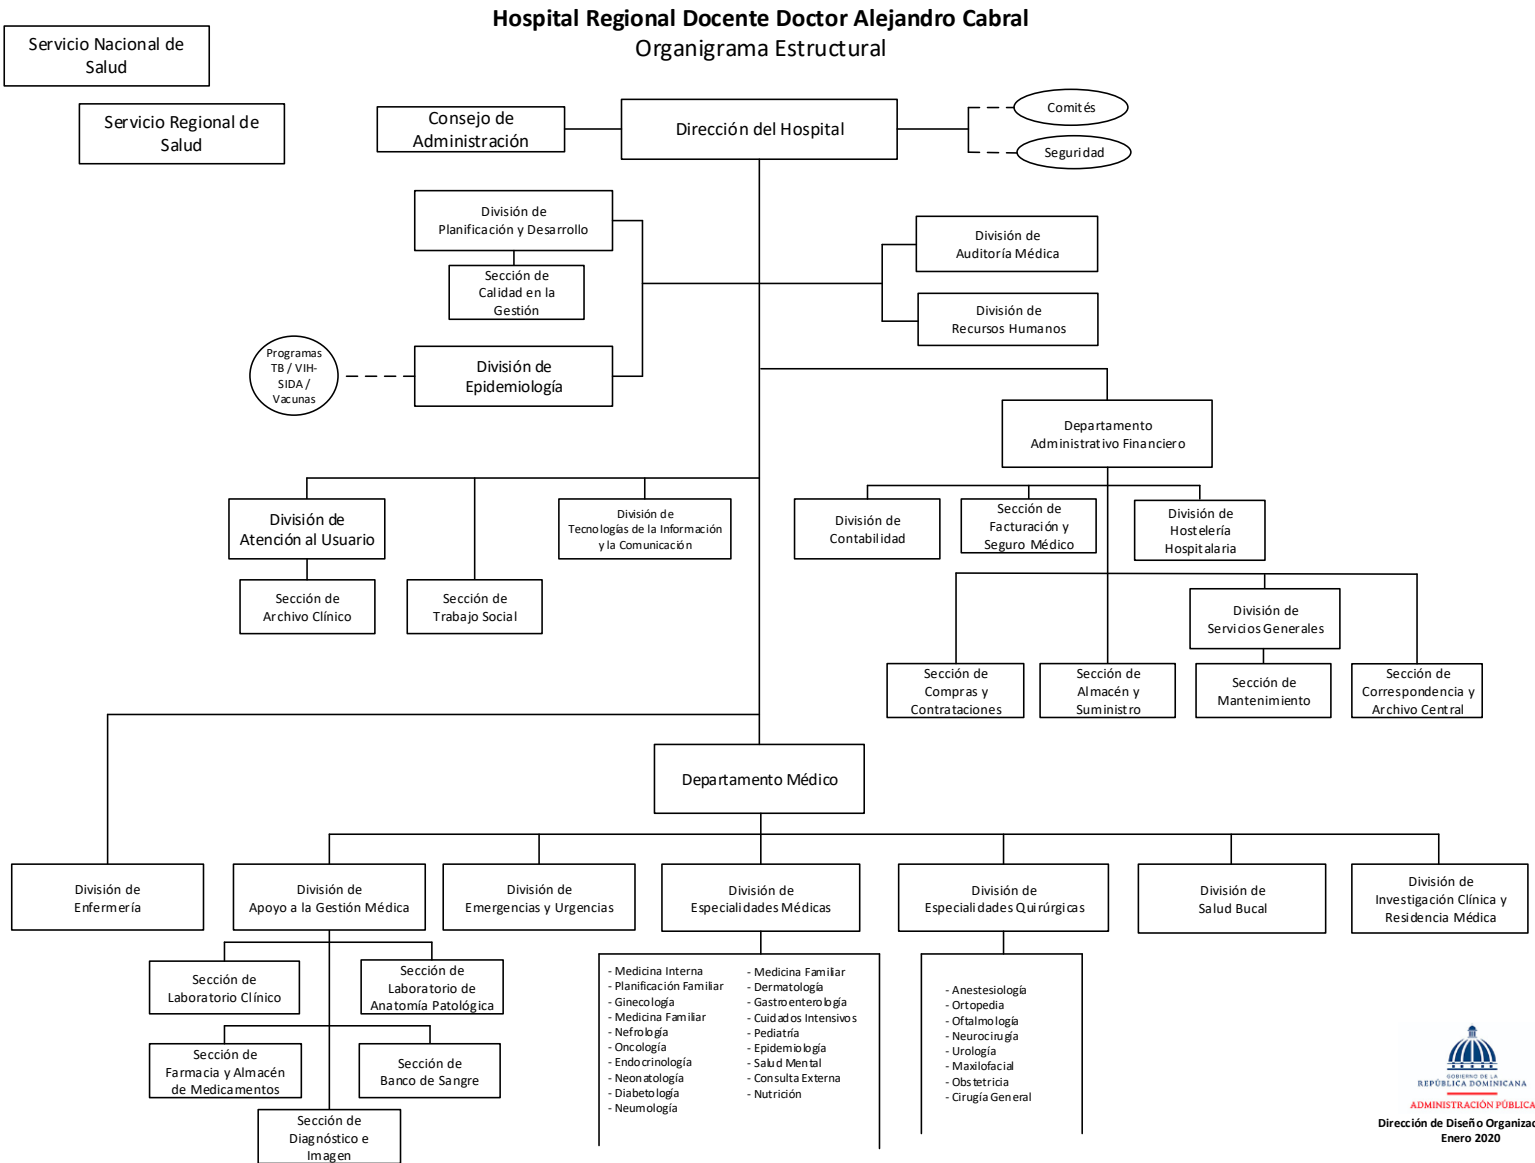 Hospital Regional Docente Doctor Alejandro Cabral
Organigrama Estructural
Servicio Nacional de
Salud
Servicio Regional de
Salud
Consejo de
Administración
Dirección del Hospital
Comités
Seguridad
División de
Planificación y Desarrollo
Sección de
Calidad en la
Gestión
División de
Auditoría Médica
División de
Recursos Humanos
Programas
TB / VIH-
SIDA /
Vacunas
División de
Epidemiología
Departamento
Administrativo Financiero
División de
Atención al Usuario
División de
Tecnologías de la Información
y la Comunicación
Sección de
Archivo Clínico
Sección de
Trabajo Social
División de
Contabilidad
Sección de
Facturación y
Seguro Médico
División de
Hostelería
Hospitalaria
División de
Servicios Generales
Sección de
Compras y
Contrataciones
Sección de
Almacén y
Suministro
Sección de
Mantenimiento
Sección de
Correspondencia y
Archivo Central
Departamento Médico
División de
Enfermería
División de
Apoyo a la Gestión Médica
División de
Emergencias y Urgencias
División de
Especialidades Médicas
División de
Especialidades Quirúrgicas
División de
Salud Bucal
División de
Investigación Clínica y
Residencia Médica
Sección de
Laboratorio Clínico
Sección de
Laboratorio de
Anatomía Patológica
Sección de
Farmacia y Almacén
de Medicamentos
Sección de
Banco de Sangre
Sección de
Diagnóstico e
Imagen
- Medicina Interna
- Planificación Familiar
- Ginecología
- Medicina Familiar
- Nefrología
- Oncología
- Endocrinología
- Neonatología
- Diabetología
- Neumología
- Medicina Familiar
- Dermatología
- Gastroenterología
- Cuidados Intensivos
- Pediatría
- Epidemiología
- Salud Mental
- Consulta Externa
- Nutrición
- Anestesiología
- Ortopedia
- Oftalmología
- Neurocirugía
- Urología
- Maxilofacial
- Obstetricia
- Cirugía General
GOBIERNO DE LA
REPÚBLICA DOMINICANA
ADMINISTRACIÓN PÚBLICA
Dirección de Diseño Organizac
Enero 2020